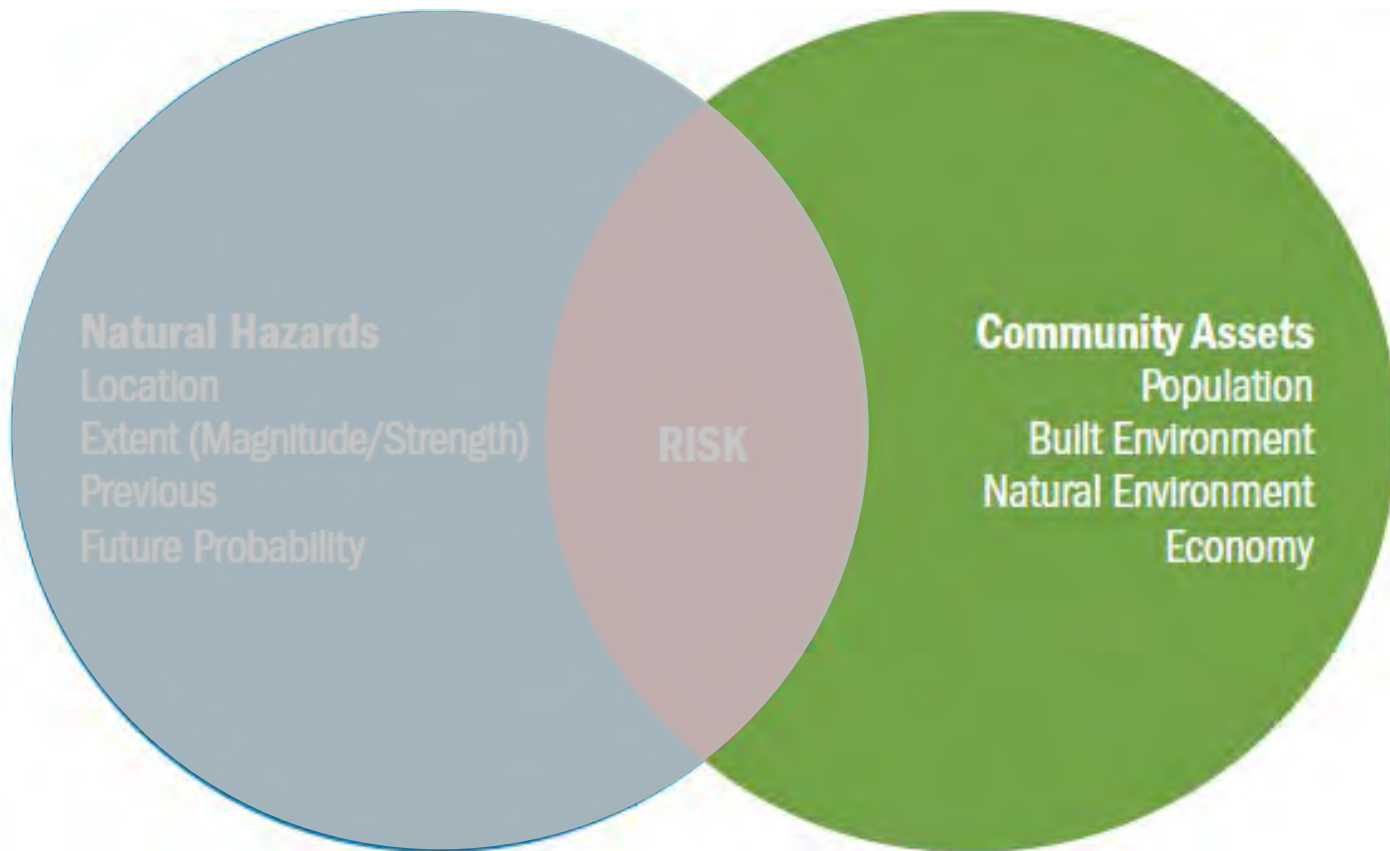 Natural Hazards
Location
Extent (Magnitude/Strength)
Previous
Future Probability
RISK
Community Assets
Population
Built Environment
Natural Environment
Economy